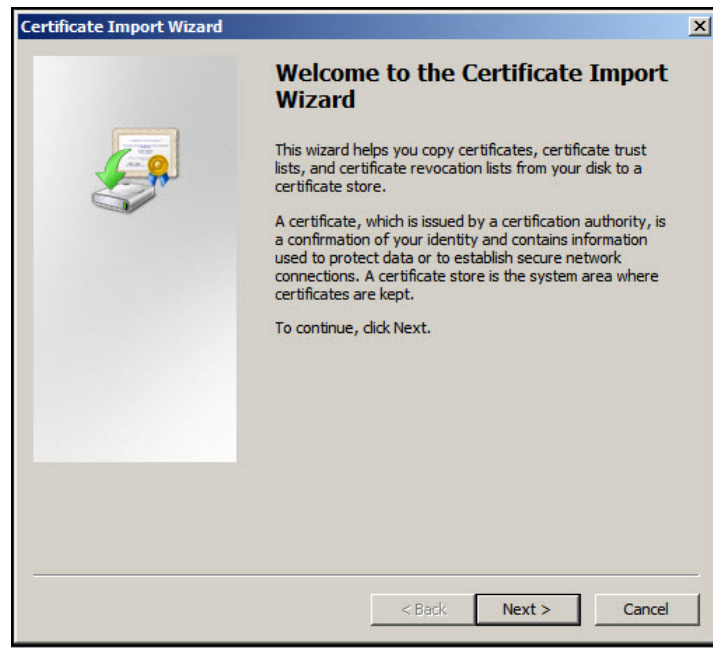 Certificate Import Wizard
Welcome to the Certificate Import
Wizard
This wizard helps you copy certificates, certificate trust
lists, and certificate revocation lists from your disk to a
certificate store.
A certificate, which is issued by a certification authority, is
a confirmation of your identity and contains information
used to protect data or to establish secure network
connections. A certificate store is the system area where
certificates are kept.
To continue, click Next.
< Back Next > Cancel